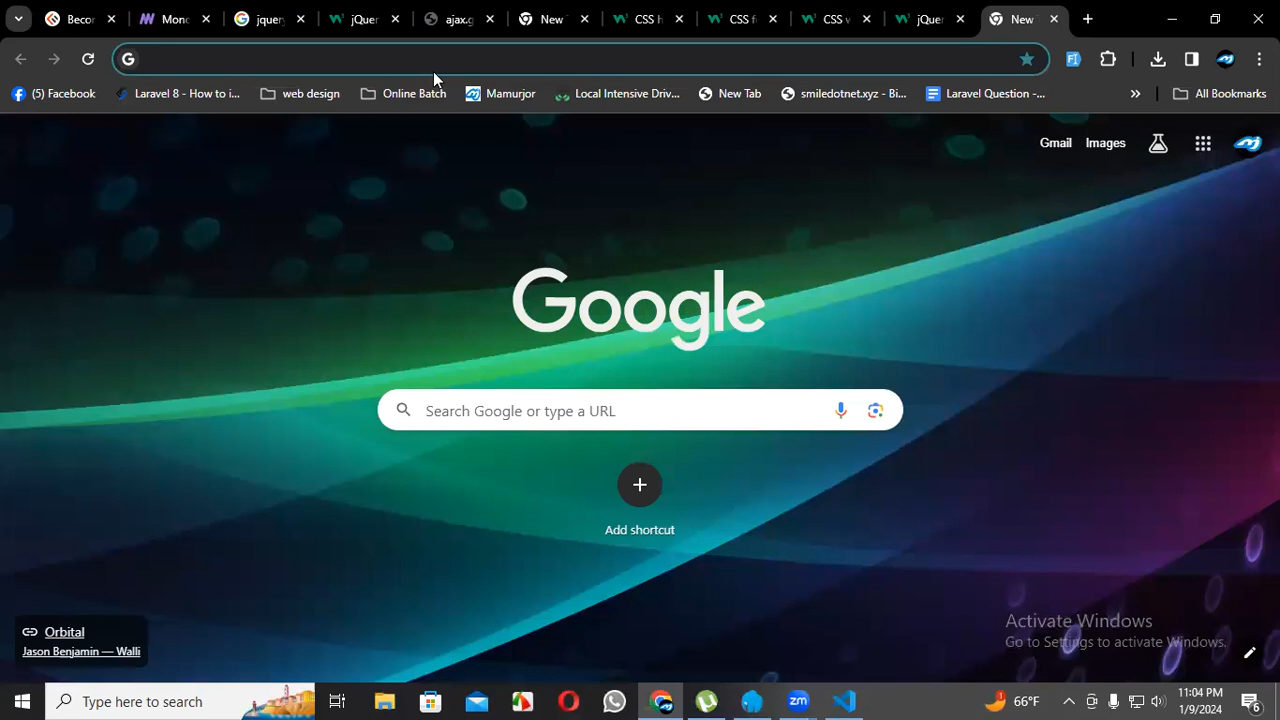 Becor
Mond
jquery
jQuer
ajax.g
New
CSS h
CSS f
CSS v
jQuer
New
(5) Facebook
Laravel 8 - How to i...
web design
Online Batch
Mamurjor
Local Intensive Driv...
New Tab
smiledotnet.xyz - Bi...
Laravel Question -...
All Bookmarks
Gmail
Images
Google
Search Google or type a URL
Add shortcut
Orbital
Jason Benjamin — Walli
Activate Windows
Go to Settings to activate Windows.
Type here to search
zm
66°F
11:04 PM
1/9/2024
6